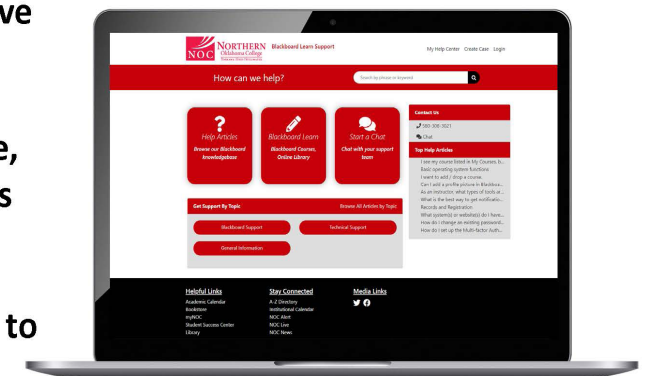 ve
e,
s
to
NOC
NORTHERN
Oklahoma College
Blackboard Learn Support
My Help Center Create Case Login
How can we help?
Search by phrase or keyword
Help Articles
Browse our Blackboard
knowledgebase
Blackboard Learn
Blackboard Courses,
Online Library
Start a Chat
Chat with your support
team
Contact Us
580-308-3021
Chat
Top Help Articles
I see my course listed in My Courses, b...
Basic operating system functions
I want to add / drop a course.
Can I add a profile picture in Blackboa...
As an instructor, what types of tools ar...
What is the best way to get notificatio...
Records and Registration
What system(s) or website(s) do I have...
How do I change an existing password...
How do I set up the Multi-factor Auth...
Get Support By Topic
Browse All Articles by Topic
Blackboard Support
Technical Support
General Information
Helpful Links
Academic Calendar
Bookstore
myNOC
Student Success Center
Library
Stay Connected
A-Z Directory
Institutional Calendar
NOC Alert
NOC Live
NOC News
Media Links